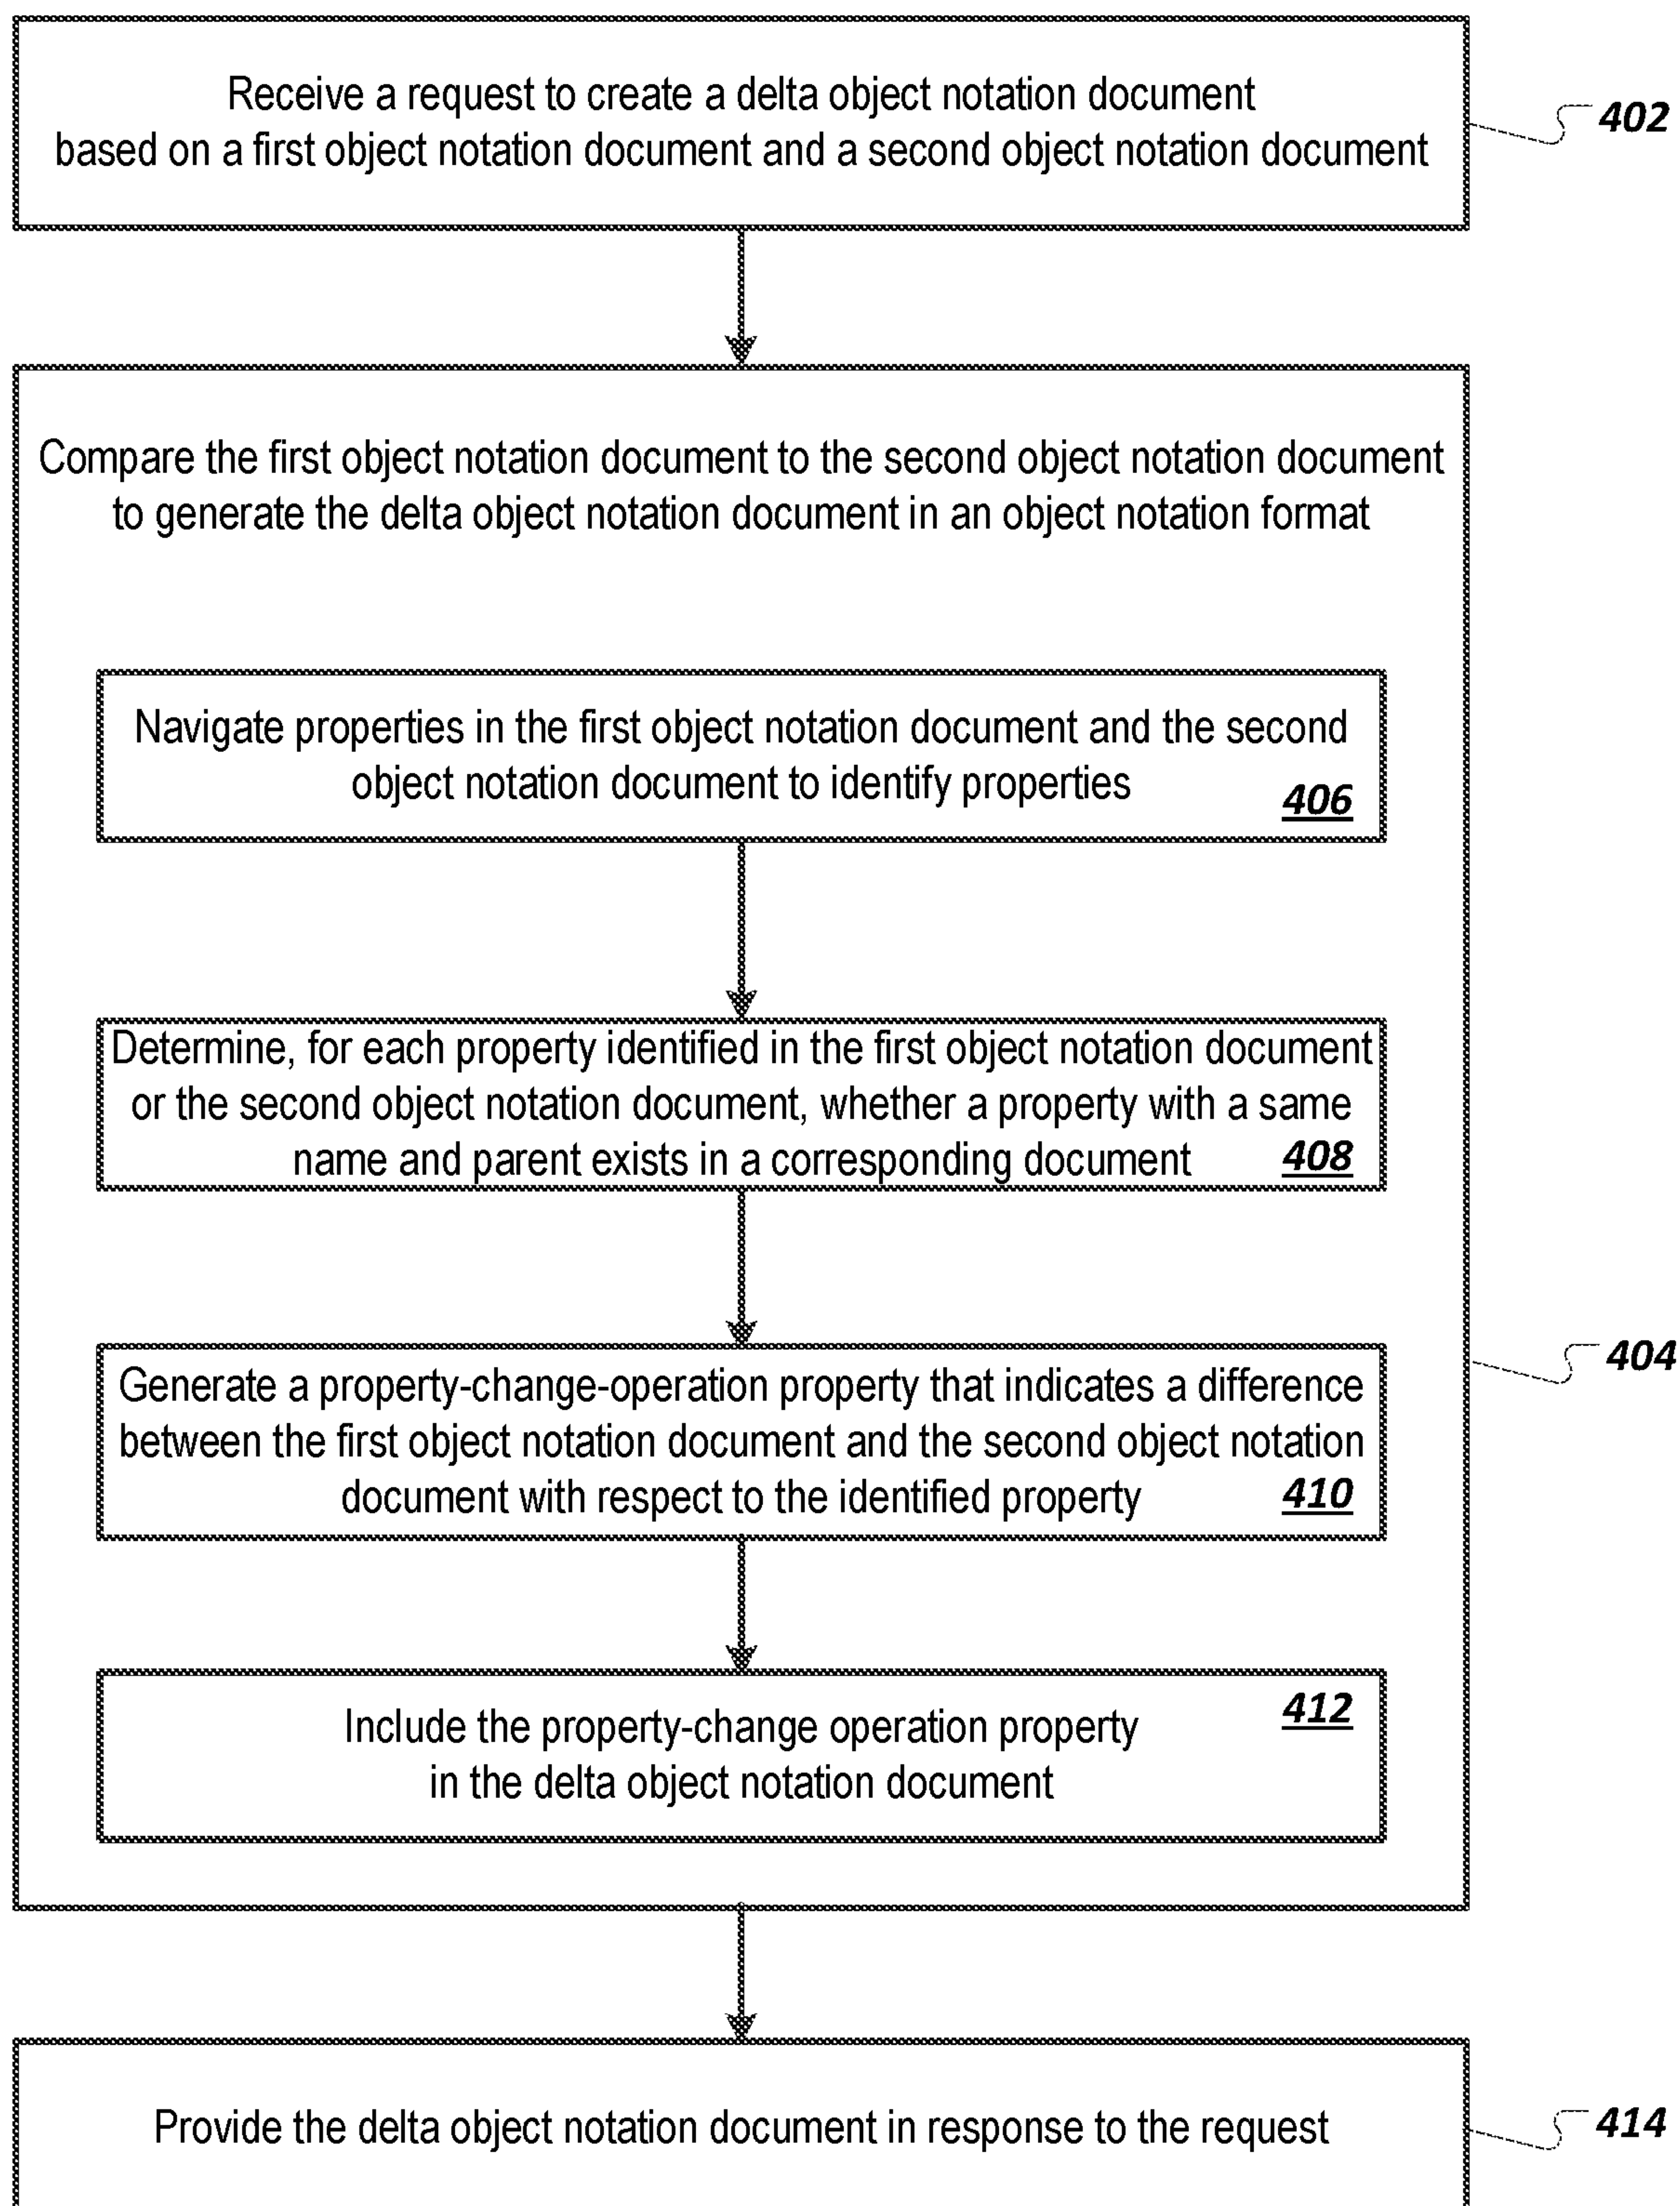 Receive a request to create a delta object notation document
based on a first object notation document and a second object notation document
402
Compare the first object notation document to the second object notation document
to generate the delta object notation document in an object notation format
Navigate properties in the first object notation document and the second
object notation document to identify properties
406
Determine, for each property identified in the first object notation document
or the second object notation document, whether a property with a same
name and parent exists in a corresponding document
408
404
Generate a property-change-operation property that indicates a difference
between the first object notation document and the second object notation
document with respect to the identified property
410
Include the property-change operation property
in the delta object notation document
412
Provide the delta object notation document in response to the request
414